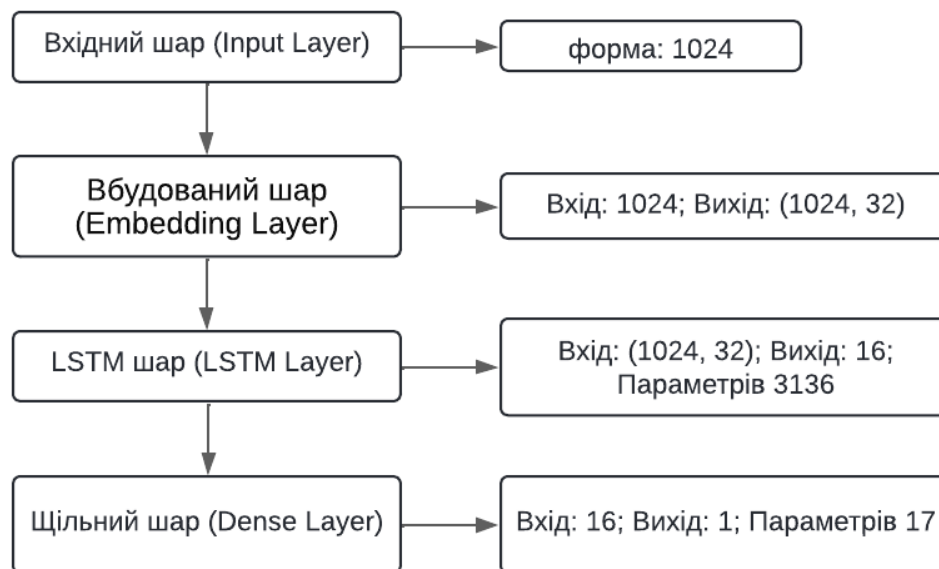 Вхідний шар (Input Layer)
форма: 1024
Вбудований шар
(Embedding Layer)
Вхід: 1024; Вихід: (1024, 32)
LSTM шар (LSTM Layer)
Вхід: (1024, 32); Вихід: 16;
Параметрів 3136
Щільний шар (Dense Layer)
Вхід: 16; Вихід: 1; Параметрів 17